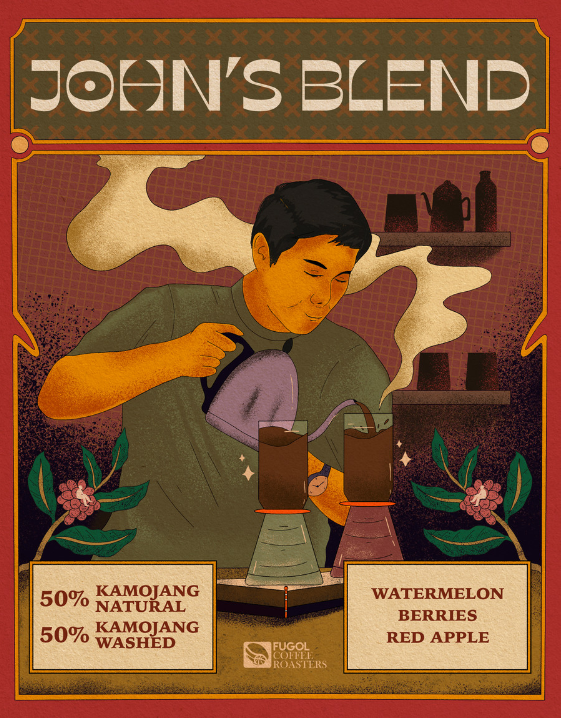 JOHN'S BLEND
50% KAMOJANG
NATURAL
50% KAMOJANG
WASHED
WATERMELON
BERRIES
RED APPLE
FUGOL
COFFEE
ROASTERS